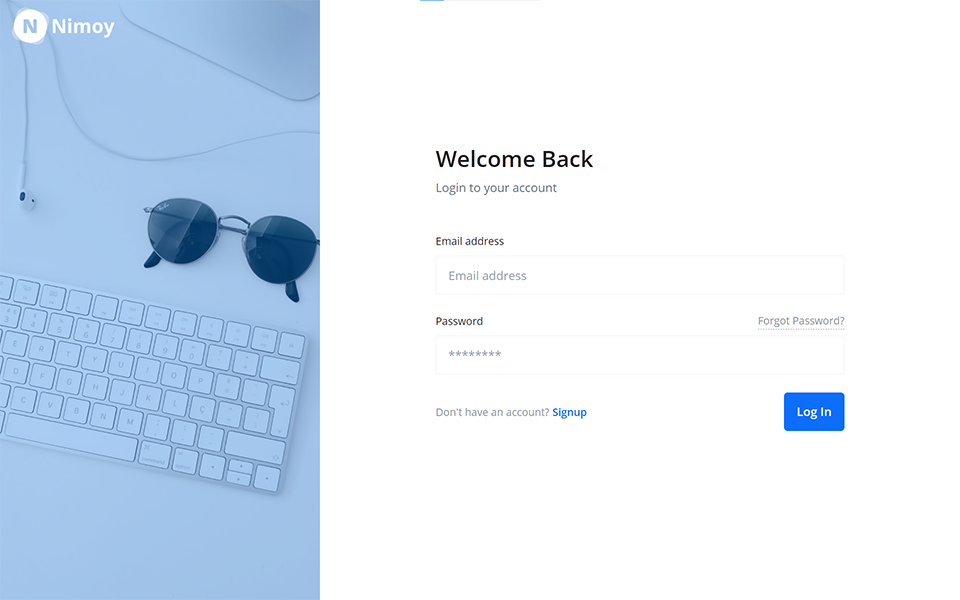 N Nimoy
Welcome Back
Login to your account
Email address
Email address
Password
Forgot Password?
********
Don't have an account? Signup
Log In